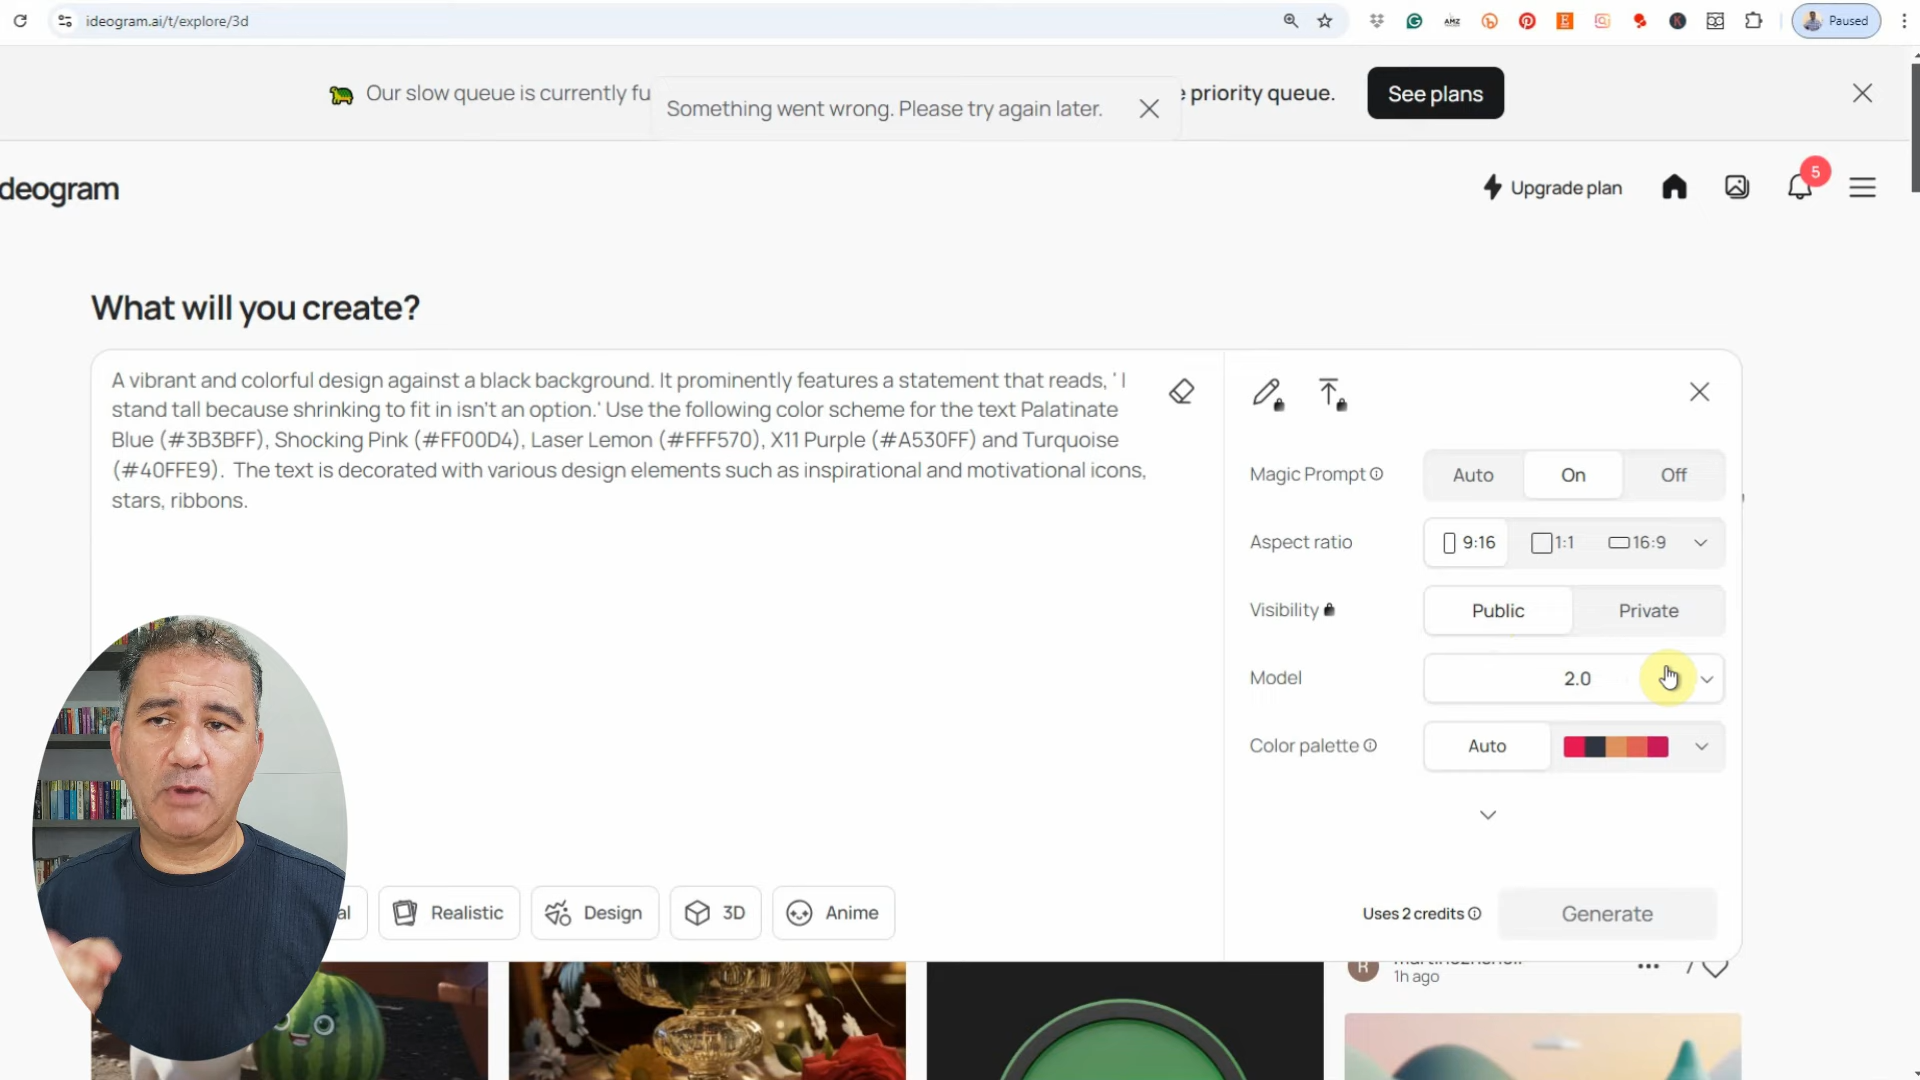 ideogram.ai/t/explore/3d
AMZ
Paused
Our slow queue is currently fu
Something went wrong. Please try again later.
priority queue.
See plans
deogram
Upgrade plan
5
What will you create?
A vibrant and colorful design against a black background. It prominently features a statement that reads, ' I
stand tall because shrinking to fit in isn't an option.' Use the following color scheme for the text Palatinate
Blue (#3B3BFF), Shocking Pink (#FF00D4), Laser Lemon (#FFF570), X11 Purple (#A530FF) and Turquoise
(#40FFE9). The text is decorated with various design elements such as inspirational and motivational icons,
stars, ribbons.
Magic Prompt
Auto
On
Off
Aspect ratio
9:16
1:1
16:9
Visibility
Public
Private
Model
2.0
Color palette
Auto
al
Realistic
Design
3D
Anime
Uses 2 credits
Generate
R
1h ago
7